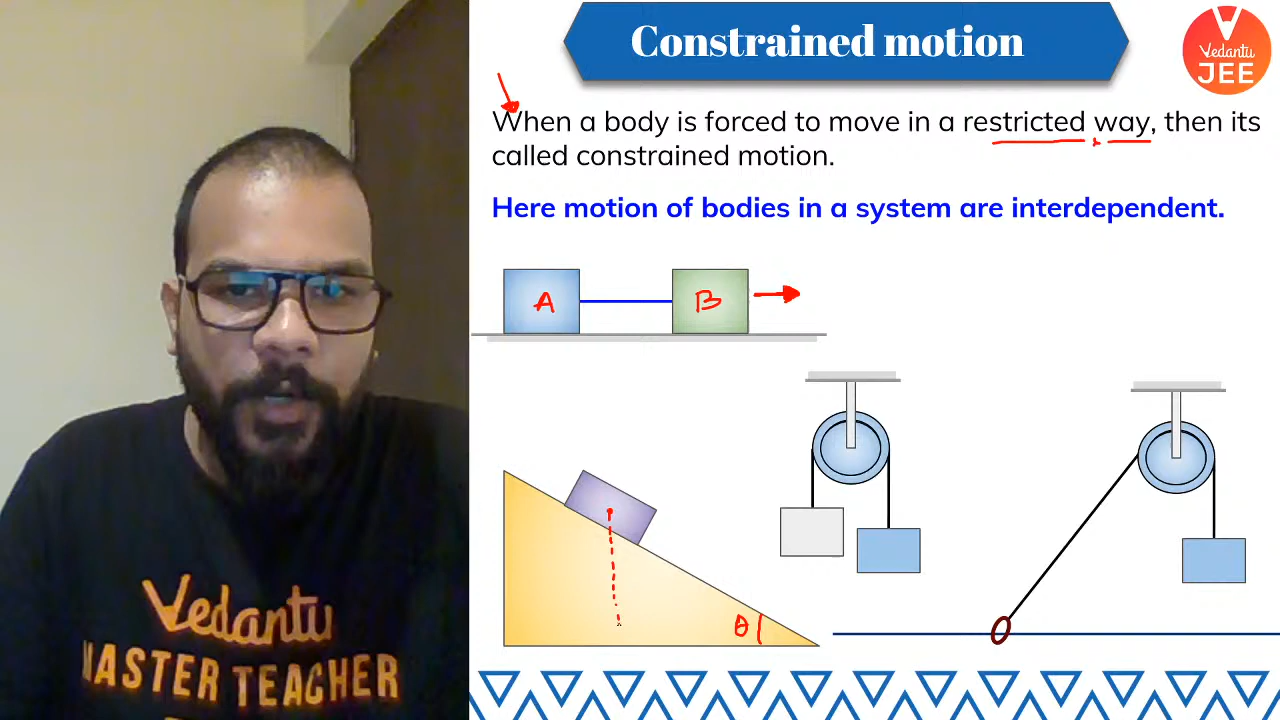 Constrained motion
Vedantu
JEE
When a body is forced to move in a restricted way, then its
called constrained motion.
Here motion of bodies in a system are interdependent.
A
B
θ
Vedantu
MASTER TEACHER